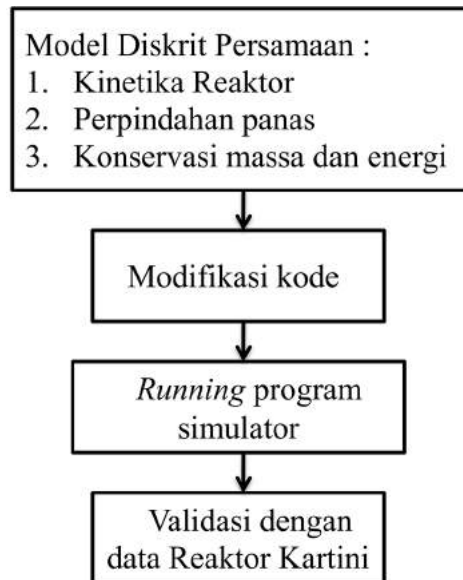 Model Diskrit Persamaan :
1. Kinetika Reaktor
2. Perpindahan panas
3. Konservasi massa dan energi
Modifikasi kode
Running program
simulator
Validasi dengan
data Reaktor Kartini